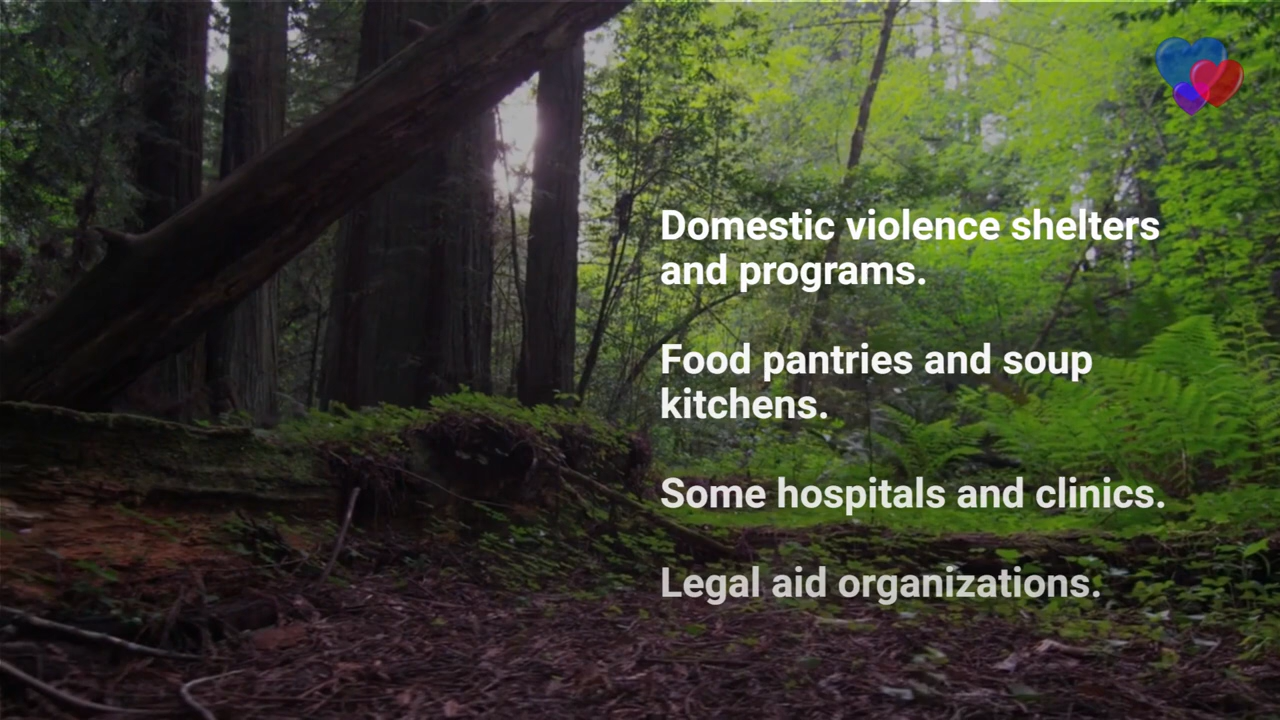 Domestic violence shelters
and programs.
Food pantries and soup
kitchens.
Some hospitals and clinics.
Legal aid organizations.